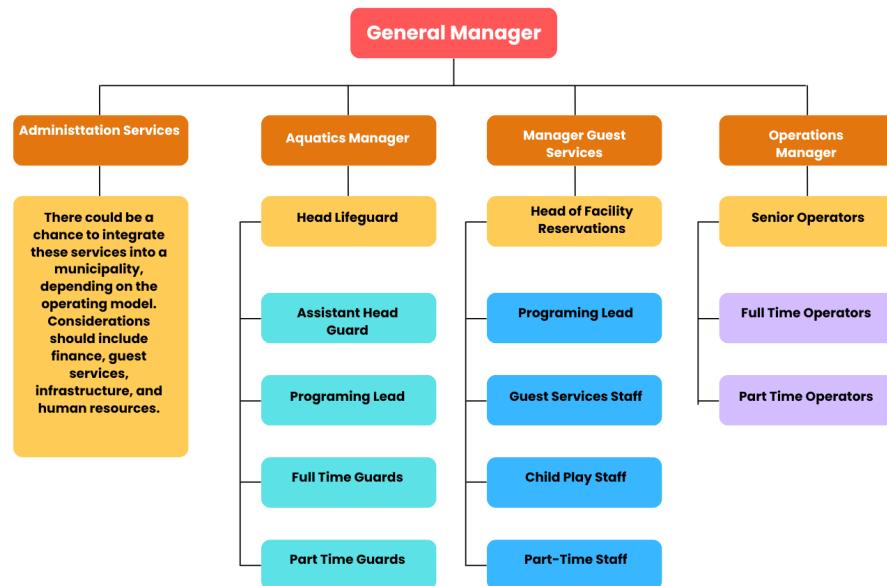 General Manager
Administtation Services
There could be a
chance to integrate
these services into a
municipality,
depending on the
operating model.
Considerations
should include
finance, guest
services,
infrastructure, and
human resources.
Aquatics Manager
Head Lifeguard
Assistant Head
Guard
Programing Lead
Full Time Guards
Part Time Guards
Manager Guest
Services
Head of Facility
Reservations
Programing Lead
Guest Services Staff
Child Play Staff
Part-Time Staff
Operations
Manager
Senior Operators
Full Time Operators
Part Time Operators